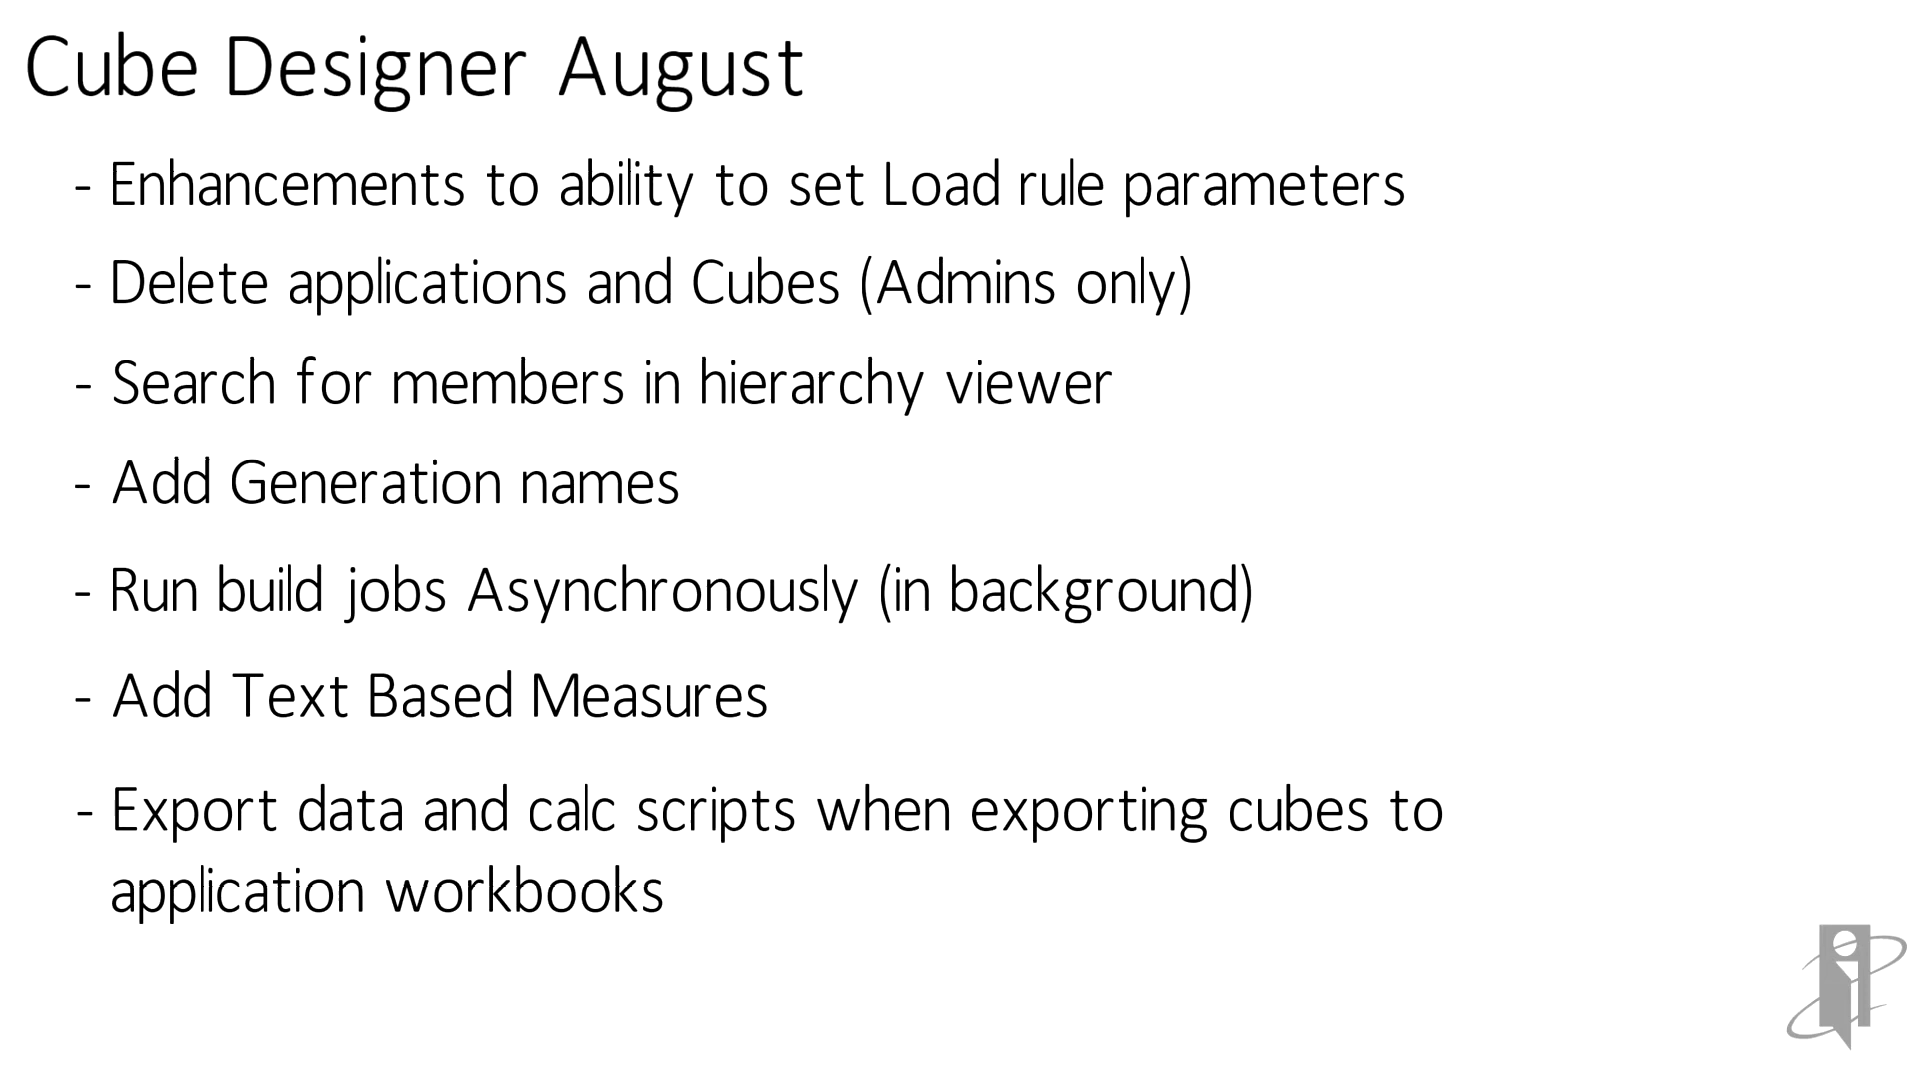 Cube Designer August
- Enhancements to ability to set Load rule parameters
- Delete applications and Cubes (Admins only)
- Search for members in hierarchy viewer
- Add Generation names
- Run build jobs Asynchronously (in background)
- Add Text Based Measures
- Export data and calc scripts when exporting cubes to
application workbooks